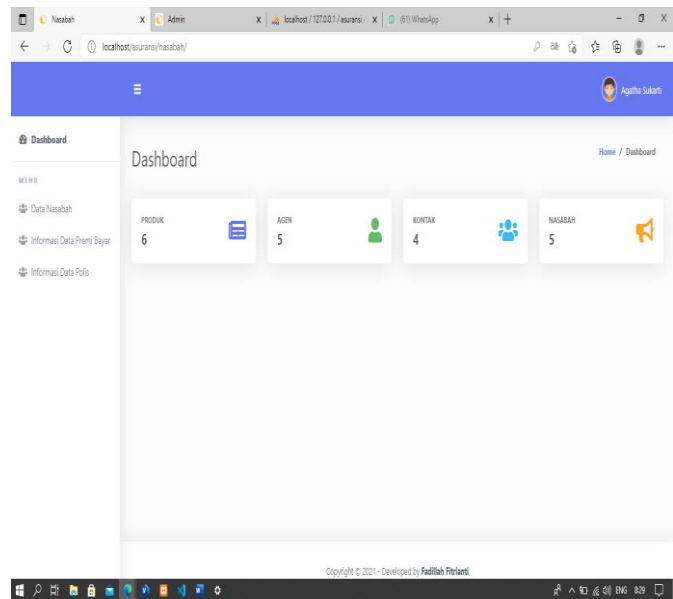 Nasabah
Admin
localhost / 127.0.0.1 / asuransi /
(61) WhatsApp
localhost/asuransi/nasabah/
Agatha Sukarti
Dashboard
MENU
Data Nasabah
Informasi Data Premi Bayar
Informasi Data Polis
Dashboard
Home / Dashboard
PRODUK
6
AGEN
5
KONTAK
4
NASABAH
5
Copyright © 2021 - Developed by Fadillah Fitrianti
ENG 8:29